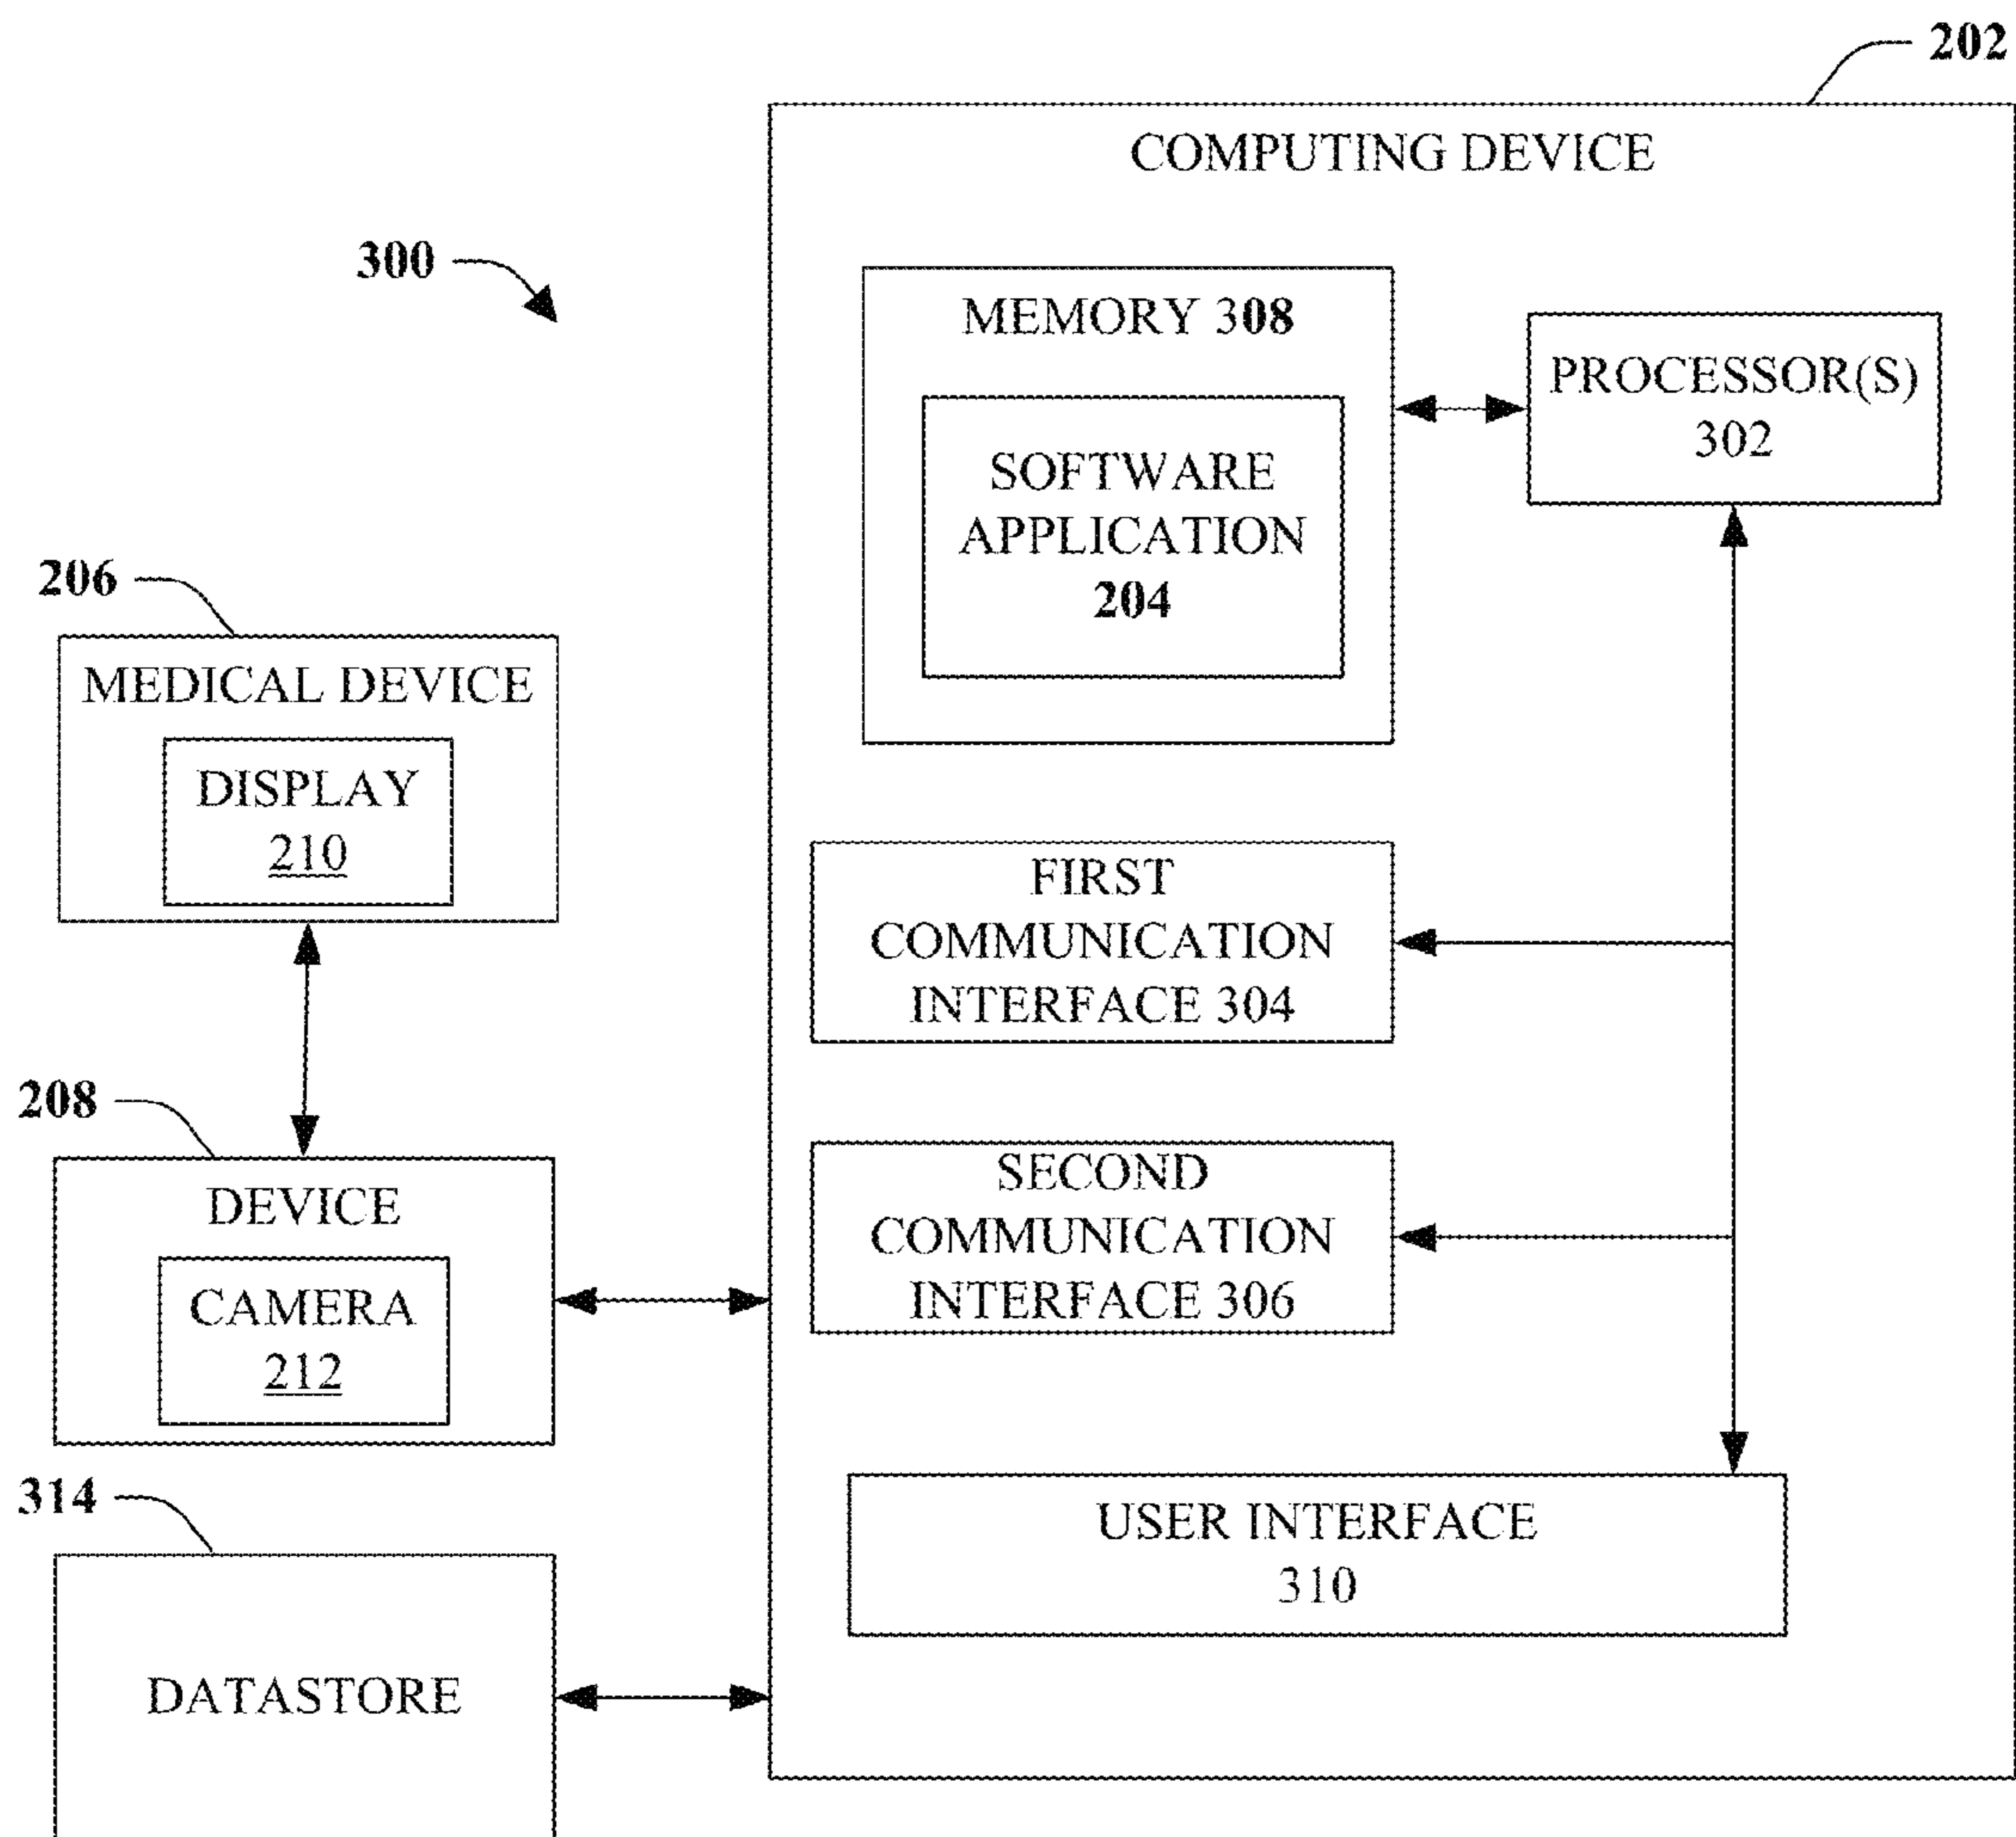 202
COMPUTING DEVICE
300
MEMORY 308
PROCESSOR(S)
302
SOFTWARE
APPLICATION
204
206
MEDICAL DEVICE
DISPLAY
210
FIRST
COMMUNICATION
INTERFACE 304
208
DEVICE
CAMERA
212
SECOND
COMMUNICATION
INTERFACE 306
314
DATASTORE
USER INTERFACE
310